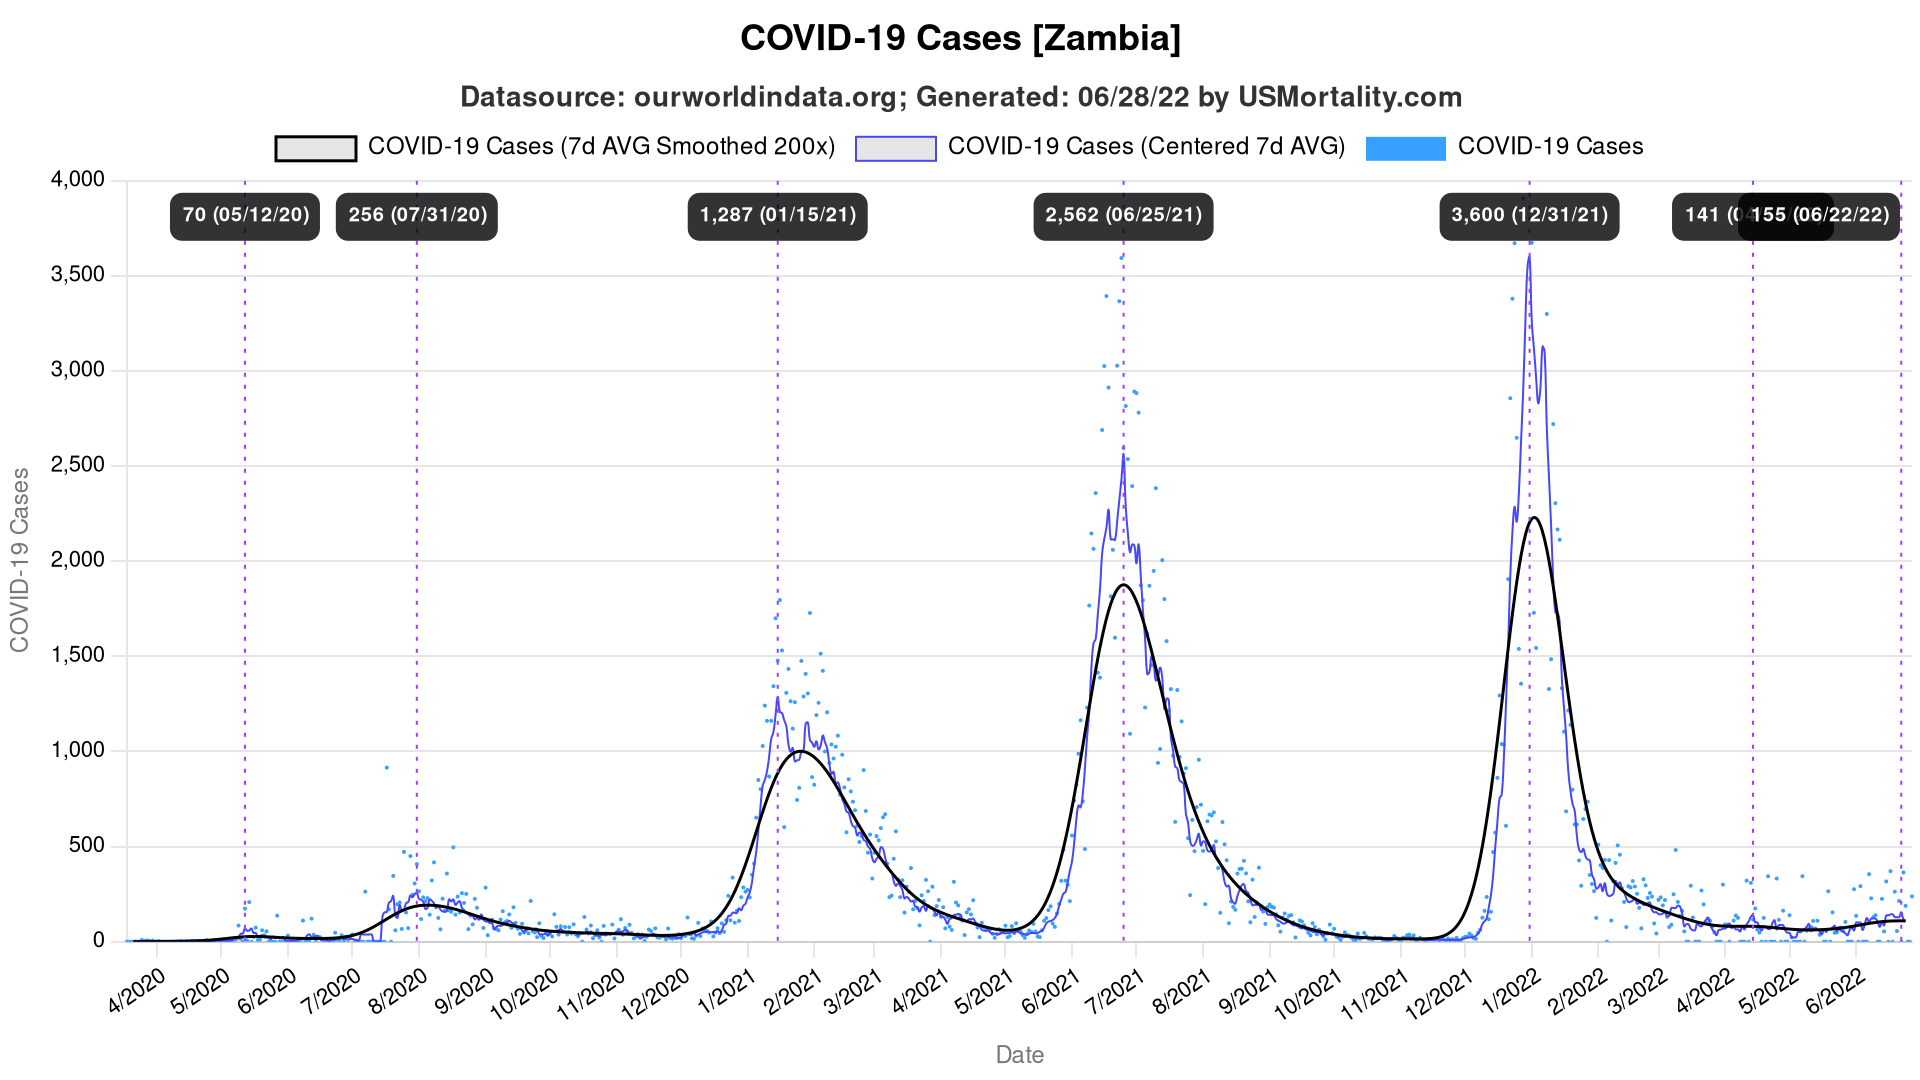 COVID-19 Cases [Zambia]
Datasource: ourworldindata.org; Generated: 06/28/22 by USMortality.com
COVID-19 Cases (7d AVG Smoothed 200x) COVID-19 Cases (Centered 7d AVG) COVID-19 Cases
70 (05/12/20) 256 (07/31/20) 1,287 (01/15/21) 2,562 (06/25/21) 3,600 (12/31/21) 141 155 (06/22/22)
4,000
3,500
3,000
2,500
2,000
1,500
1,000
500
0
COVID-19 Cases
4/2020 5/2020 6/2020 7/2020 8/2020 9/2020 10/2020 11/2020 12/2020 1/2021 2/2021 3/2021 4/2021 5/2021 6/2021 7/2021 8/2021 9/2021 10/2021 11/2021 12/2021 1/2022 2/2022 3/2022 4/2022 5/2022 6/2022
Date